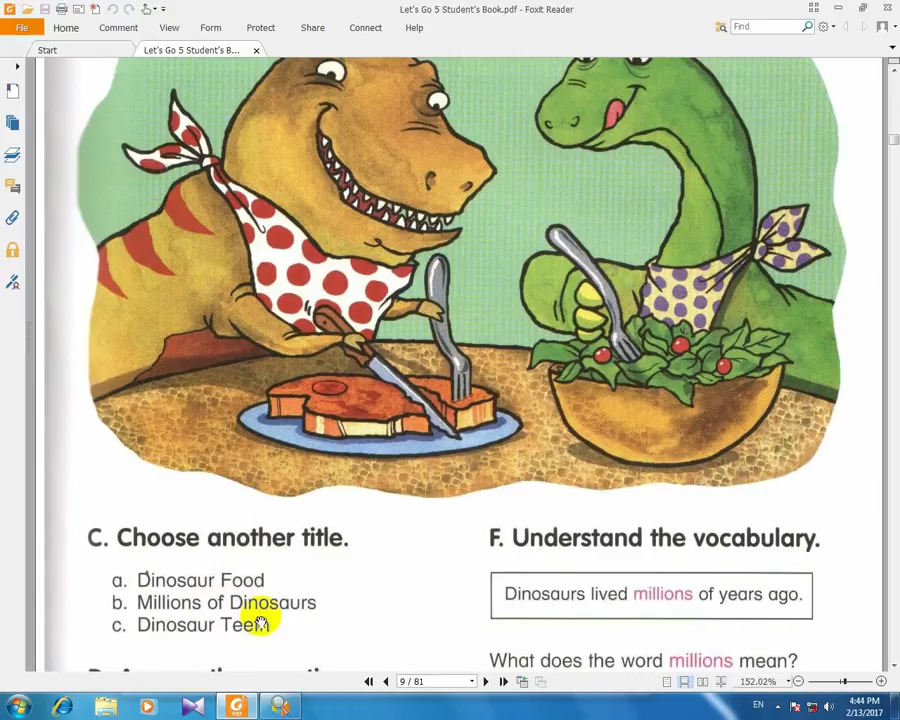 Let's Go 5 Student's Book.pdf - Foxit Reader
File Home Comment View Form Protect Share Connect Help
Find
Start
Let's Go 5 Student's B...
C. Choose another title.
a. Dinosaur Food
b. Millions of Dinosaurs
c. Dinosaur Teeth
F. Understand the vocabulary.
Dinosaurs lived millions of years ago.
What does the word millions mean?
9 / 81
152.02%
EN
4:44 PM
2/13/2017
PDF